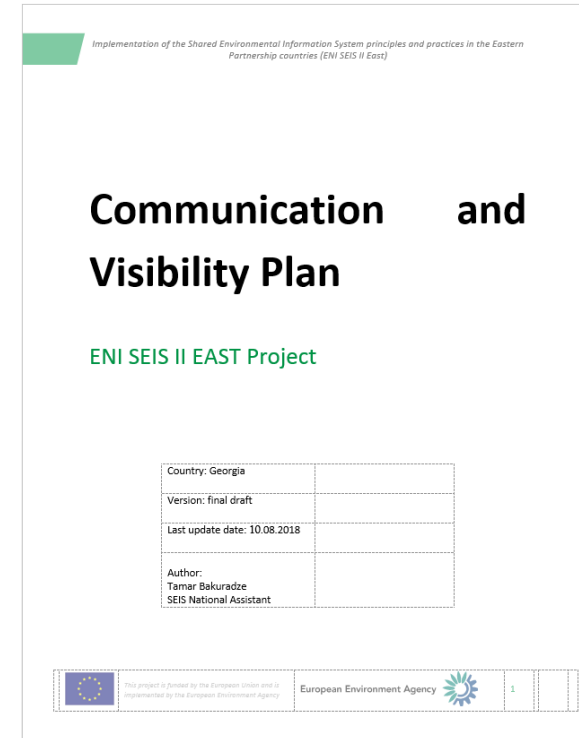 Implementation of the Shared Environmental Information System principles and practices in the Eastern
Partnership countries (ENI SEIS II East)
Communication and
Visibility Plan
ENI SEIS II EAST Project
Country: Georgia
Version: final draft
Last update date: 10.08.2018
Author:
Tamar Bakuradze
SEIS National Assistant
This project is funded by the European Union and is
implemented by the European Environment Agency
European Environment Agency
1